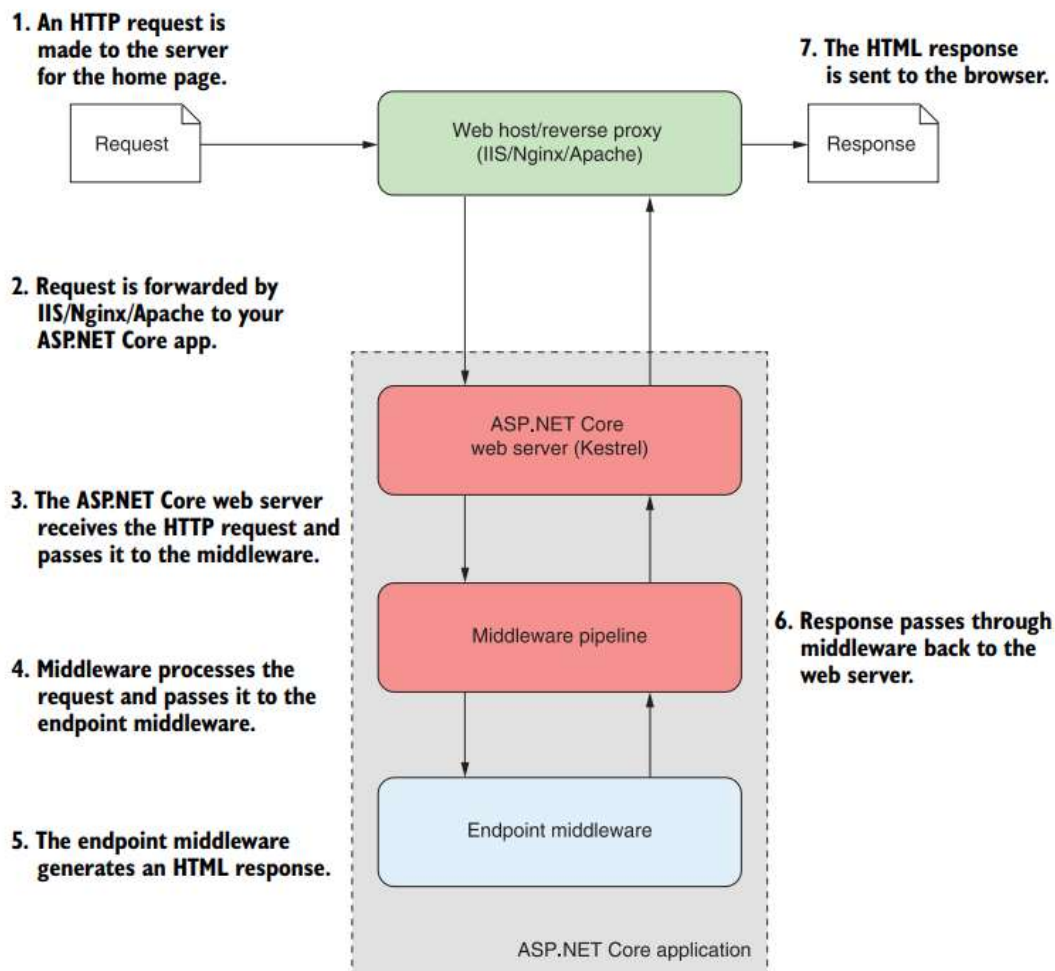 1. An HTTP request is
made to the server
for the home page.
7. The HTML response
is sent to the browser.
Request
Web host/reverse proxy
(IIS/Nginx/Apache)
Response
2. Request is forwarded by
IIS/Nginx/Apache to your
ASP.NET Core app.
ASP.NET Core
web server (Kestrel)
3. The ASP.NET Core web server
receives the HTTP request and
passes it to the middleware.
Middleware pipeline
6. Response passes through
middleware back to the
web server.
4. Middleware processes the
request and passes it to the
endpoint middleware.
Endpoint middleware
5. The endpoint middleware
generates an HTML response.
ASP.NET Core application